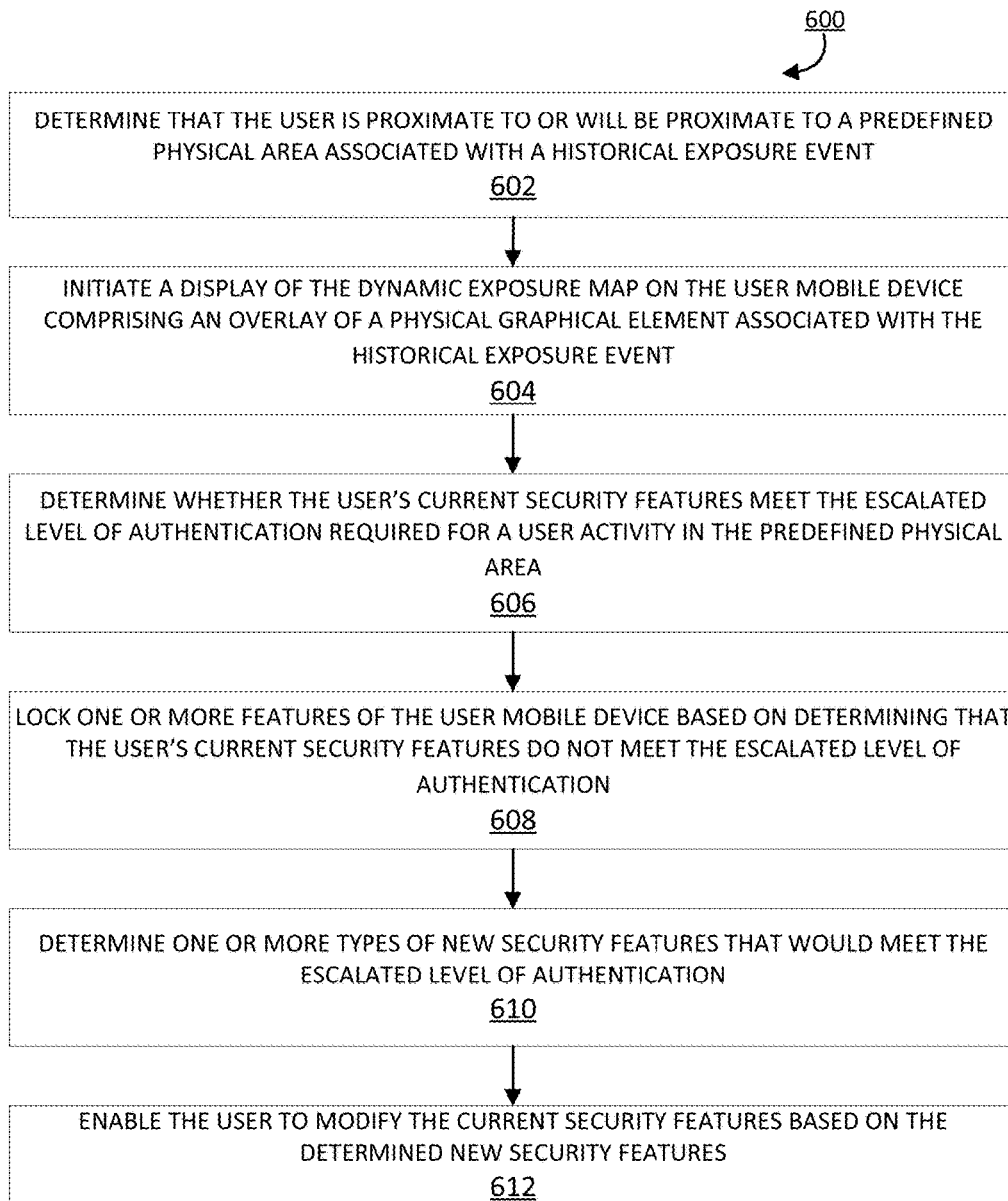 600
DETERMINE THAT THE USER IS PROXIMATE TO OR WILL BE PROXIMATE TO A PREDEFINED
PHYSICAL AREA ASSOCIATED WITH A HISTORICAL EXPOSURE EVENT
602
INITIATE A DISPLAY OF THE DYNAMIC EXPOSURE MAP ON THE USER MOBILE DEVICE
COMPRISING AN OVERLAY OF A PHYSICAL GRAPHICAL ELEMENT ASSOCIATED WITH THE
HISTORICAL EXPOSURE EVENT
604
DETERMINE WHETHER THE USER'S CURRENT SECURITY FEATURES MEET THE ESCALATED
LEVEL OF AUTHENTICATION REQUIRED FOR A USER ACTIVITY IN THE PREDEFINED PHYSICAL
AREA
606
LOCK ONE OR MORE FEATURES OF THE USER MOBILE DEVICE BASED ON DETERMINING THAT
THE USER'S CURRENT SECURITY FEATURES DO NOT MEET THE ESCALATED LEVEL OF
AUTHENTICATION
608
DETERMINE ONE OR MORE TYPES OF NEW SECURITY FEATURES THAT WOULD MEET THE
ESCALATED LEVEL OF AUTHENTICATION
610
ENABLE THE USER TO MODIFY THE CURRENT SECURITY FEATURES BASED ON THE
DETERMINED NEW SECURITY FEATURES
612